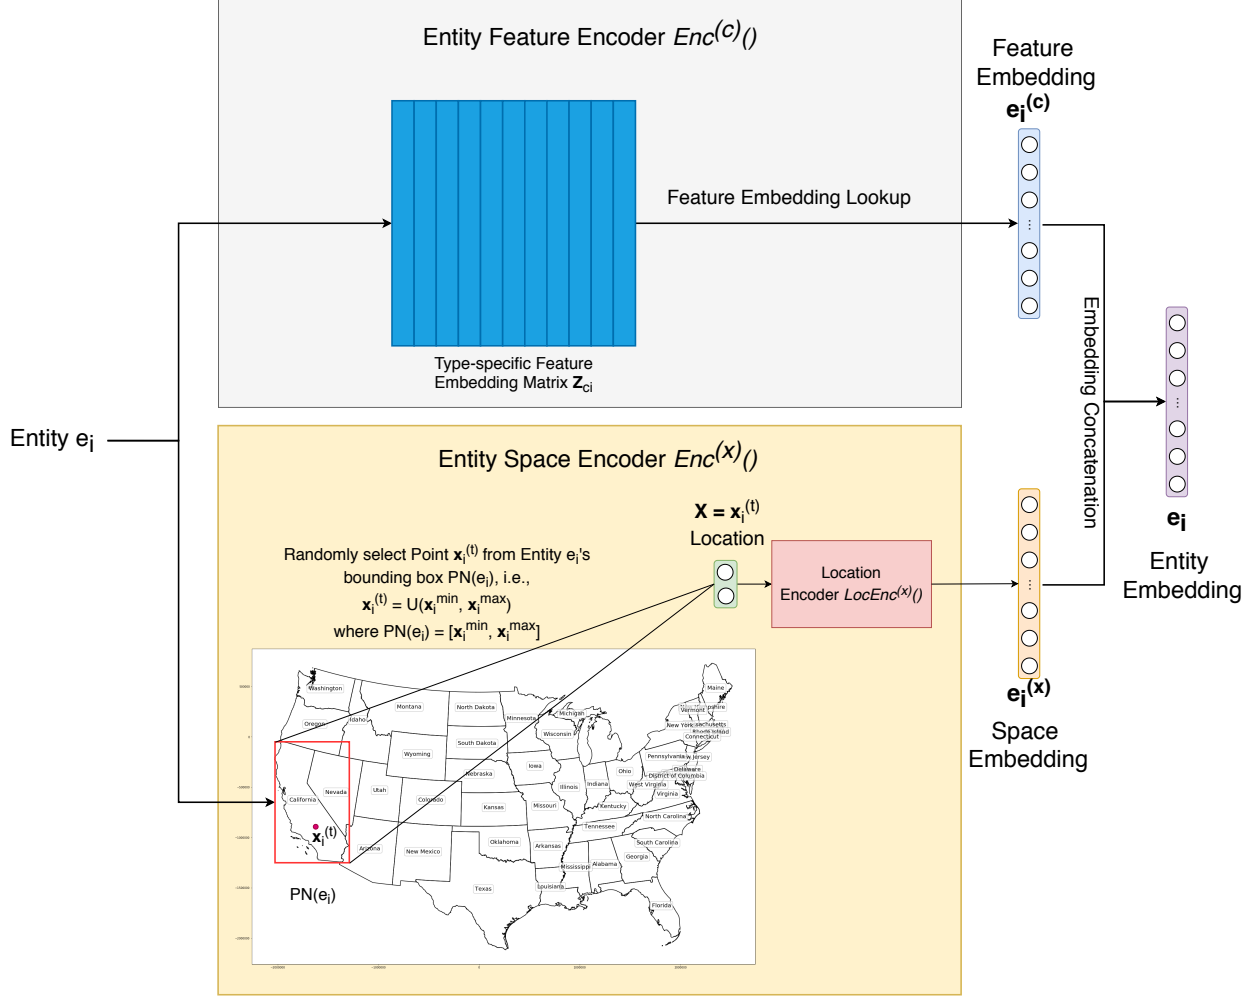 Entity Feature Encoder Enc(c)()
Feature
Embedding
ei(c)
Feature Embedding Lookup
Type-specific Feature
Embedding Matrix Zci
Entity ei
Embedding Concatenation
ei
Entity
Embedding
Entity Space Encoder Enc(x)()
X = xi(t)
Location
Location
Encoder LocEnc(x)()
Randomly select Point xi(t) from Entity ei's
bounding box PN(ei), i.e.,
xi(t) = U(ximin, ximax)
where PN(ei) = [ximin, ximax]
ei(x)
Space
Embedding
Washington
Oregon
Idaho
Montana
North Dakota
Minnesota
Michigan
Maine
Vermont
New York
Connecticut
Wisconsin
South Dakota
Wyoming
Pennsylvania
Iowa
Ohio
Delaware
District of Columbia
Nebraska
Nevada
Utah
Colorado
California
Illinois
Indiana
West Virginia
Virginia
Kansas
Missouri
Kentucky
North Carolina
Tennessee
xi(t)
Arizona
New Mexico
Oklahoma
Arkansas
South Carolina
Georgia
Mississippi
Alabama
Texas
Louisiana
Florida
PN(ei)